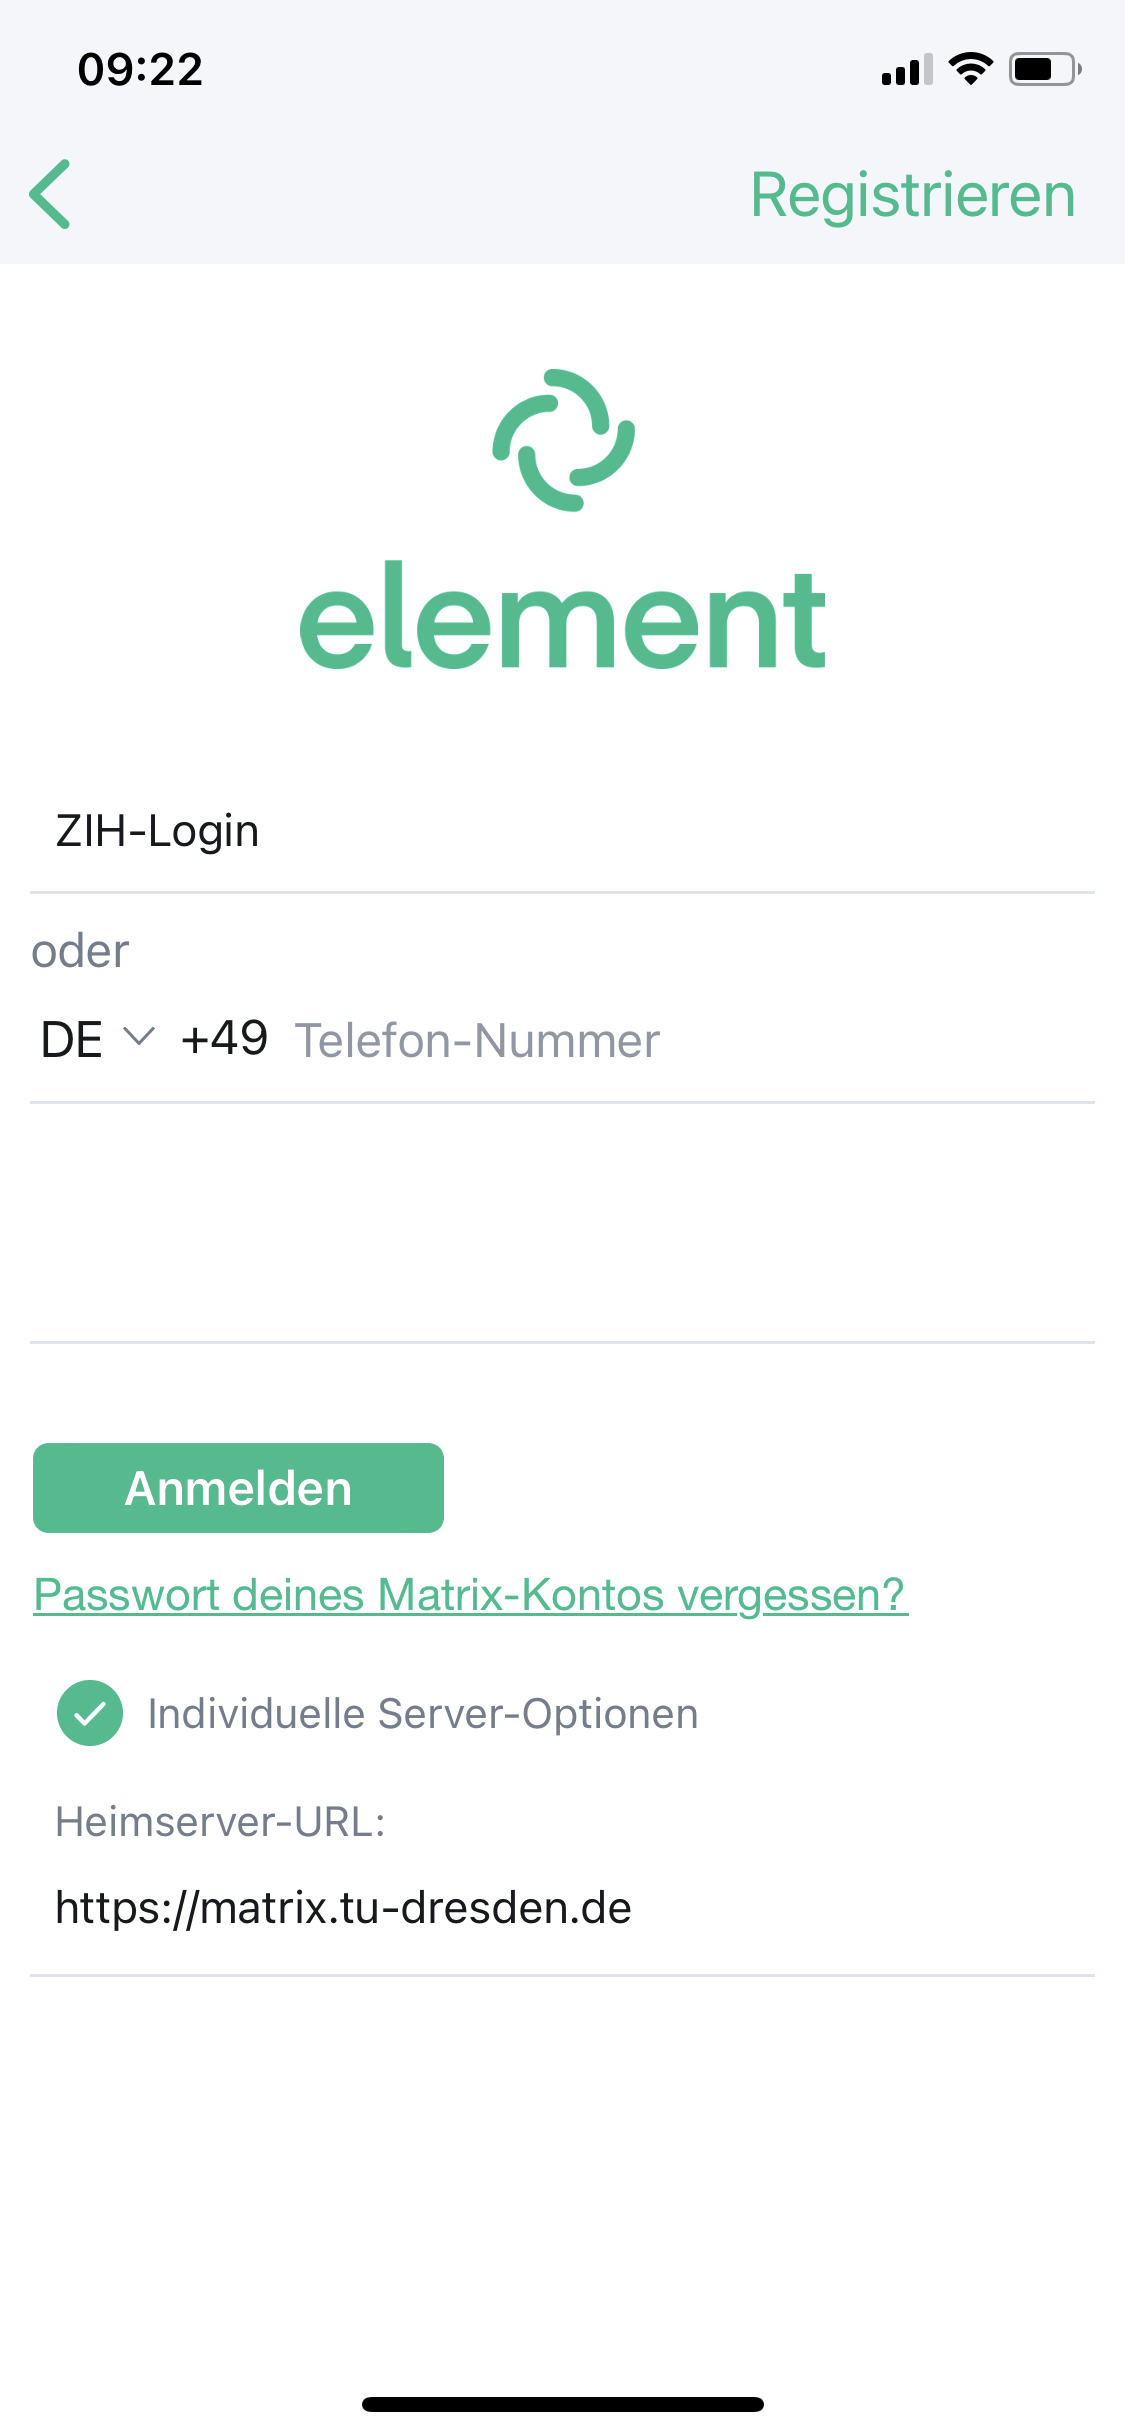 09:22
Registrieren
element
ZIH-Login
oder
DE +49 Telefon-Nummer
Anmelden
Passwort deines Matrix-Kontos vergessen?
Individuelle Server-Optionen
Heimserver-URL:
https://matrix.tu-dresden.de